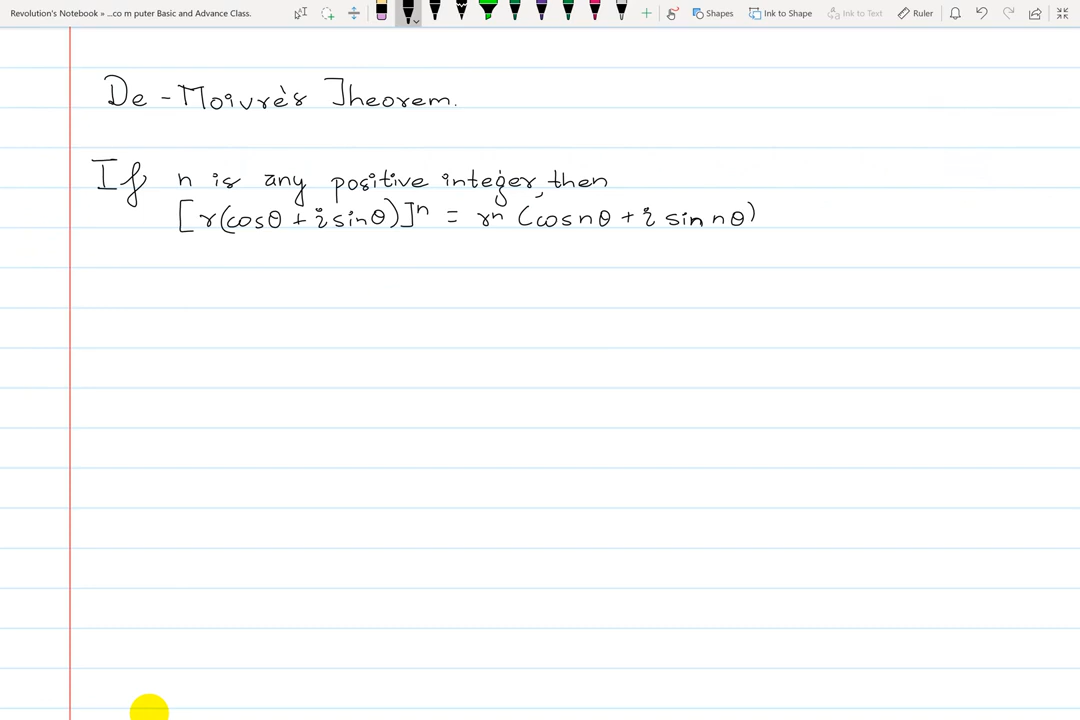 Revolution's Notebook » ...co m puter Basic and Advance Class.
Shapes
Ink to Shape
Ink to Text
Ruler
De-Moivre's Theorem.
If n is any positive integer, then
[r(cosθ + i sinθ)]ⁿ = rⁿ (cos nθ + i sin nθ)